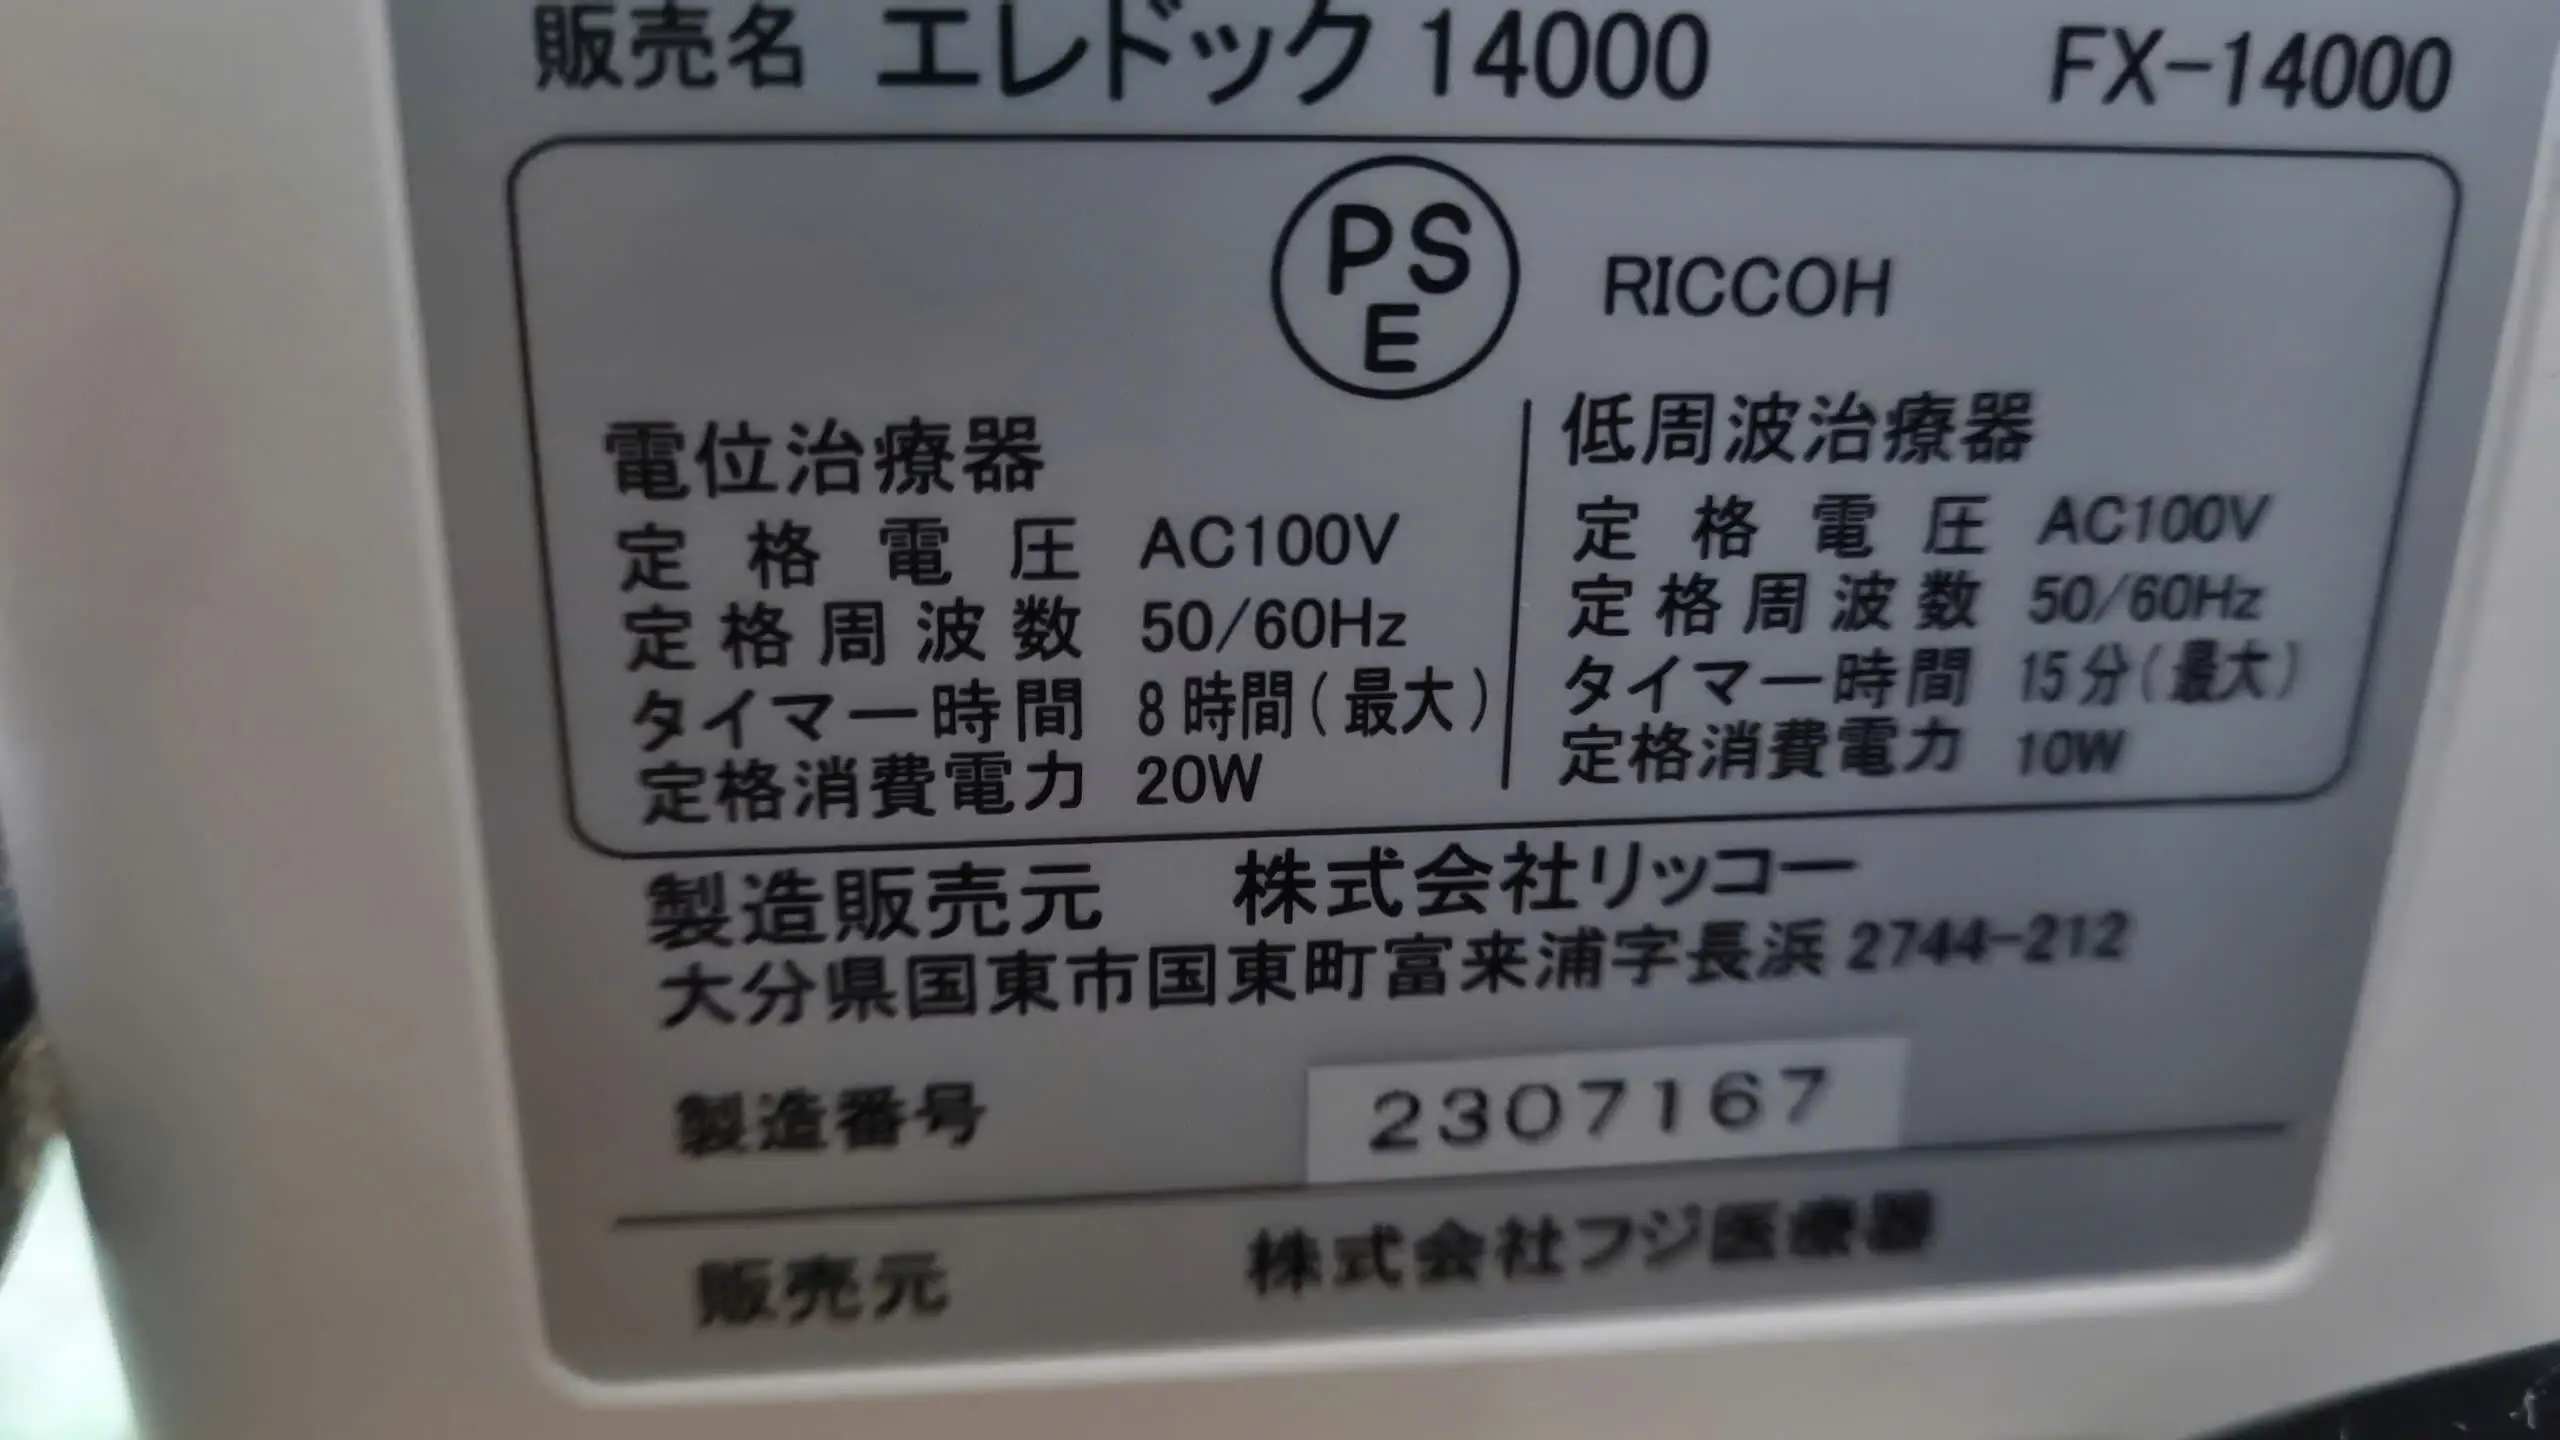 販売名 エレドック 14000 FX-14000
PSE RICCOH
電位治療器
定格電圧 AC100V
定格周波数 50/60Hz
タイマー時間 8時間(最大)
定格消費電力 20W
低周波治療器
定格電圧 AC100V
定格周波数 50/60Hz
タイマー時間 15分(最大)
定格消費電力 10W
製造販売元 株式会社リッコー
大分県国東市国東町富来浦字長浜2744-212
製造番号 2307167
販売元 株式会社フジ医療器